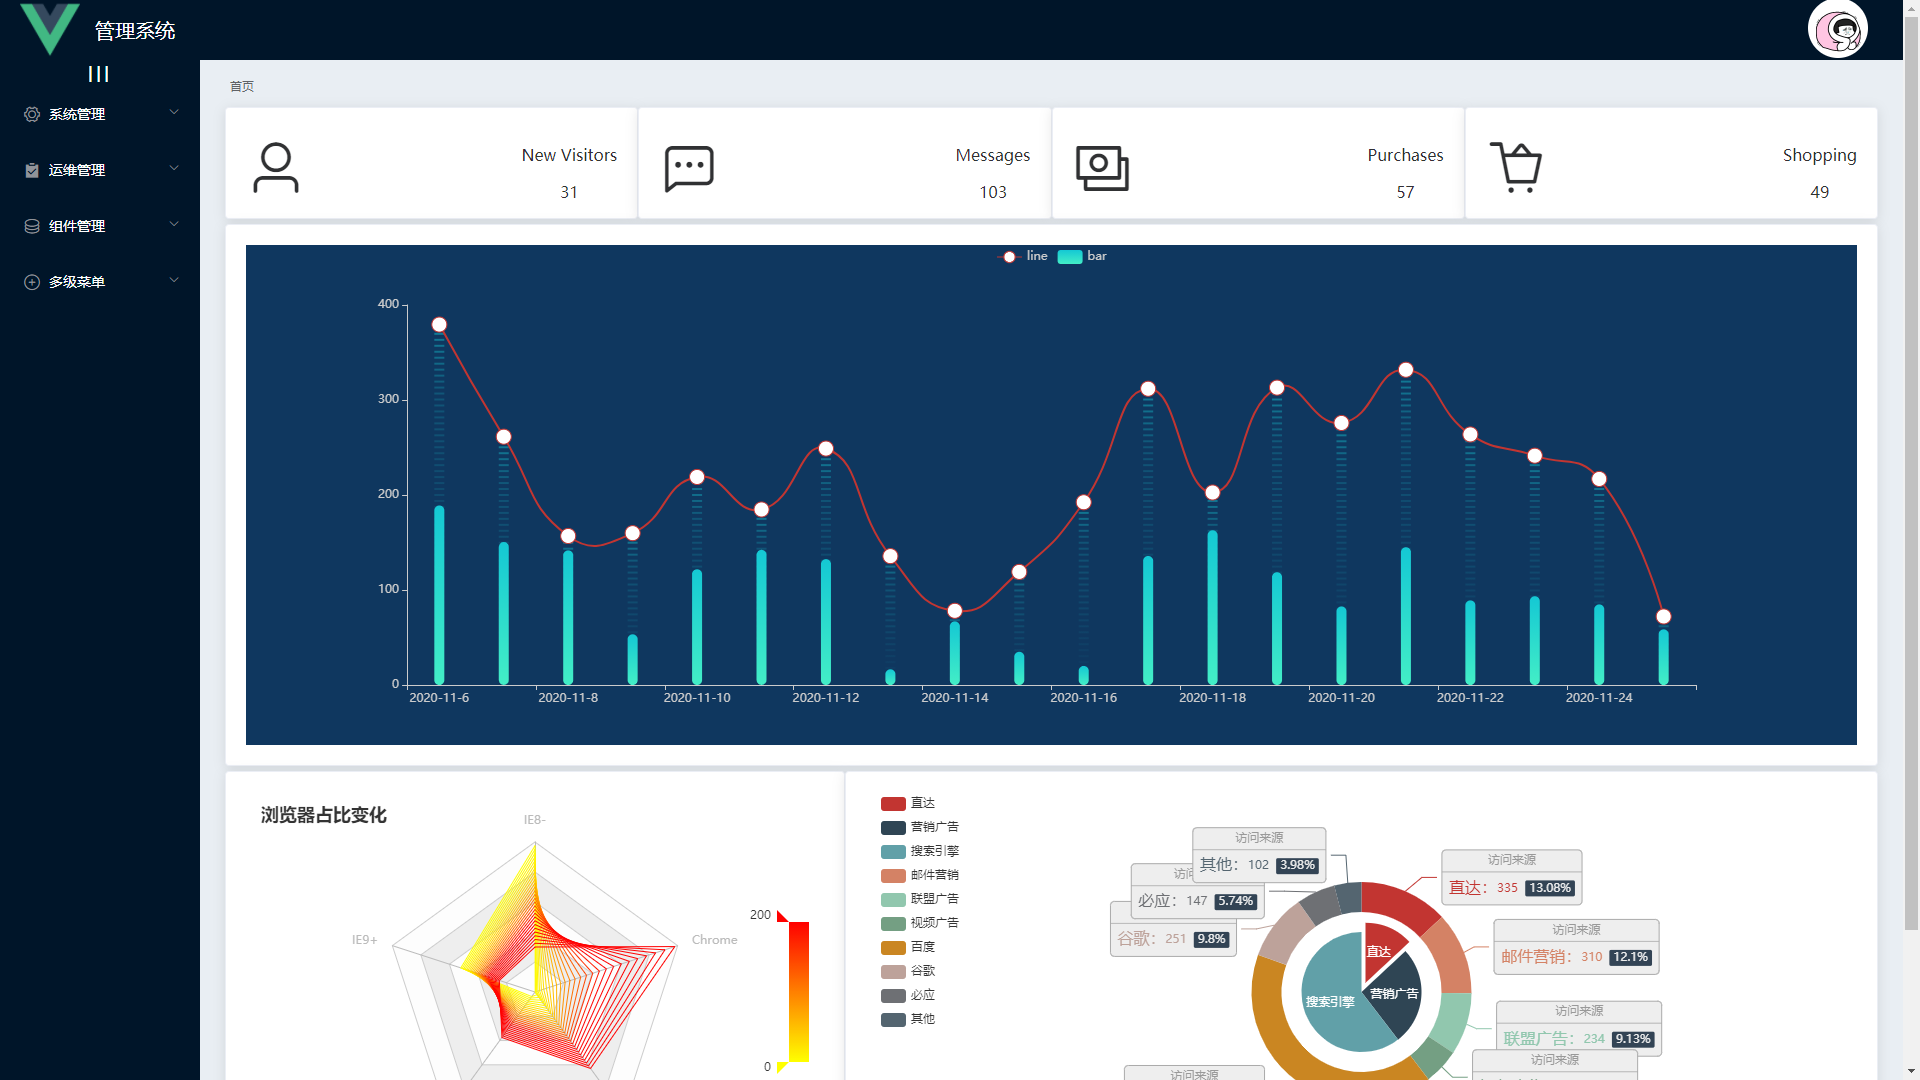 管理系统
系统管理
运维管理
组件管理
多级菜单
首页
New Visitors
31
Messages
103
Purchases
57
Shopping
49
line
bar
400
300
200
100
0
2020-11-6
2020-11-8
2020-11-10
2020-11-12
2020-11-14
2020-11-16
2020-11-18
2020-11-20
2020-11-22
2020-11-24
浏览器占比变化
IE8-
IE9+
Chrome
200
0
直达
营销广告
搜索引擎
邮件营销
联盟广告
视频广告
百度
谷歌
必应
其他
访问来源
其他: 102 3.98%
访问来源
直达: 335 13.08%
必应: 147 5.74%
谷歌: 251 9.8%
访问来源
邮件营销: 310 12.1%
直达
营销广告
搜索引擎
访问来源
联盟广告: 234 9.13%
访问来源
访问来源